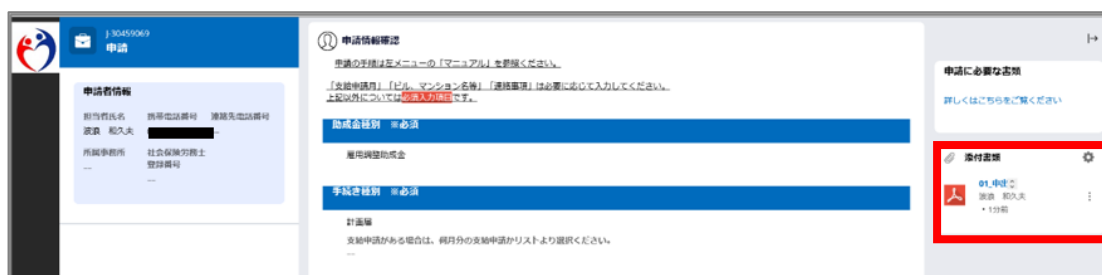 J-30459069
申請
申請者情報
担当者氏名 携帯電話番号 連絡先電話番号
波浪 和久夫 --
所属事務所 社会保険労務士
登録番号
---
---
申請情報確認
申請の手順は左メニューの「マニュアル」を参照ください。
「支給申請月」「ビル、マンション名等」「連絡事項」は必要に応じて入力してください。
上記以外については必須入力項目です。
助成金種別 ※必須
雇用調整助成金
手続き種別 ※必須
計画届
支給申請がある場合は、何月分の支給申請かリストより選択ください。
---
申請に必要な書類
詳しくはこちらをご覧ください
添付書類
01_申請
波浪 和久夫
・1分前